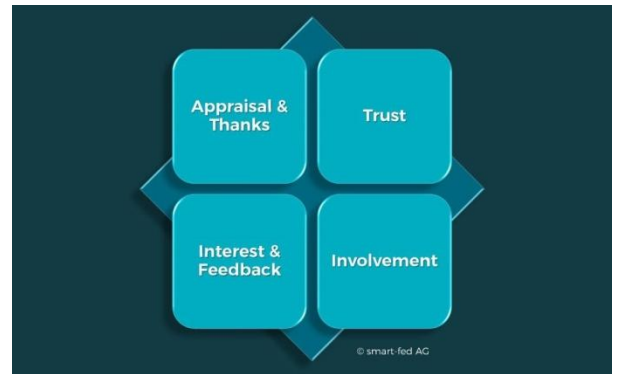 Appraisal &
Thanks
Trust
Interest &
Feedback
Involvement
© smart-fed AG